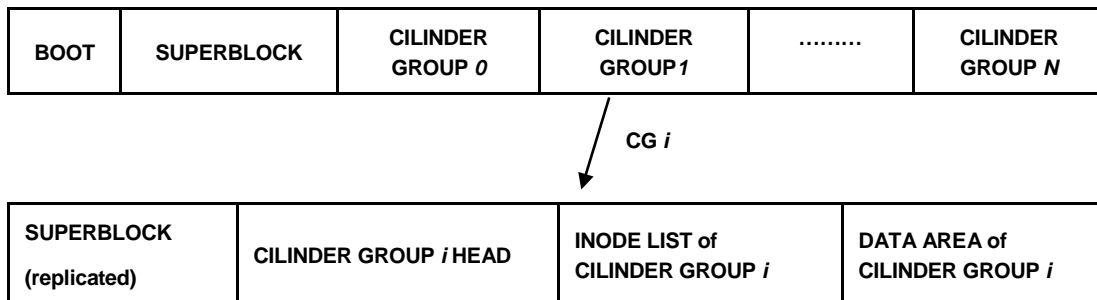 BOOT
SUPERBLOCK
CILINDER
GROUP 0
CILINDER
GROUP1
………
CILINDER
GROUP N
CG i
SUPERBLOCK
(replicated)
CILINDER GROUP i HEAD
INODE LIST of
CILINDER GROUP i
DATA AREA of
CILINDER GROUP i